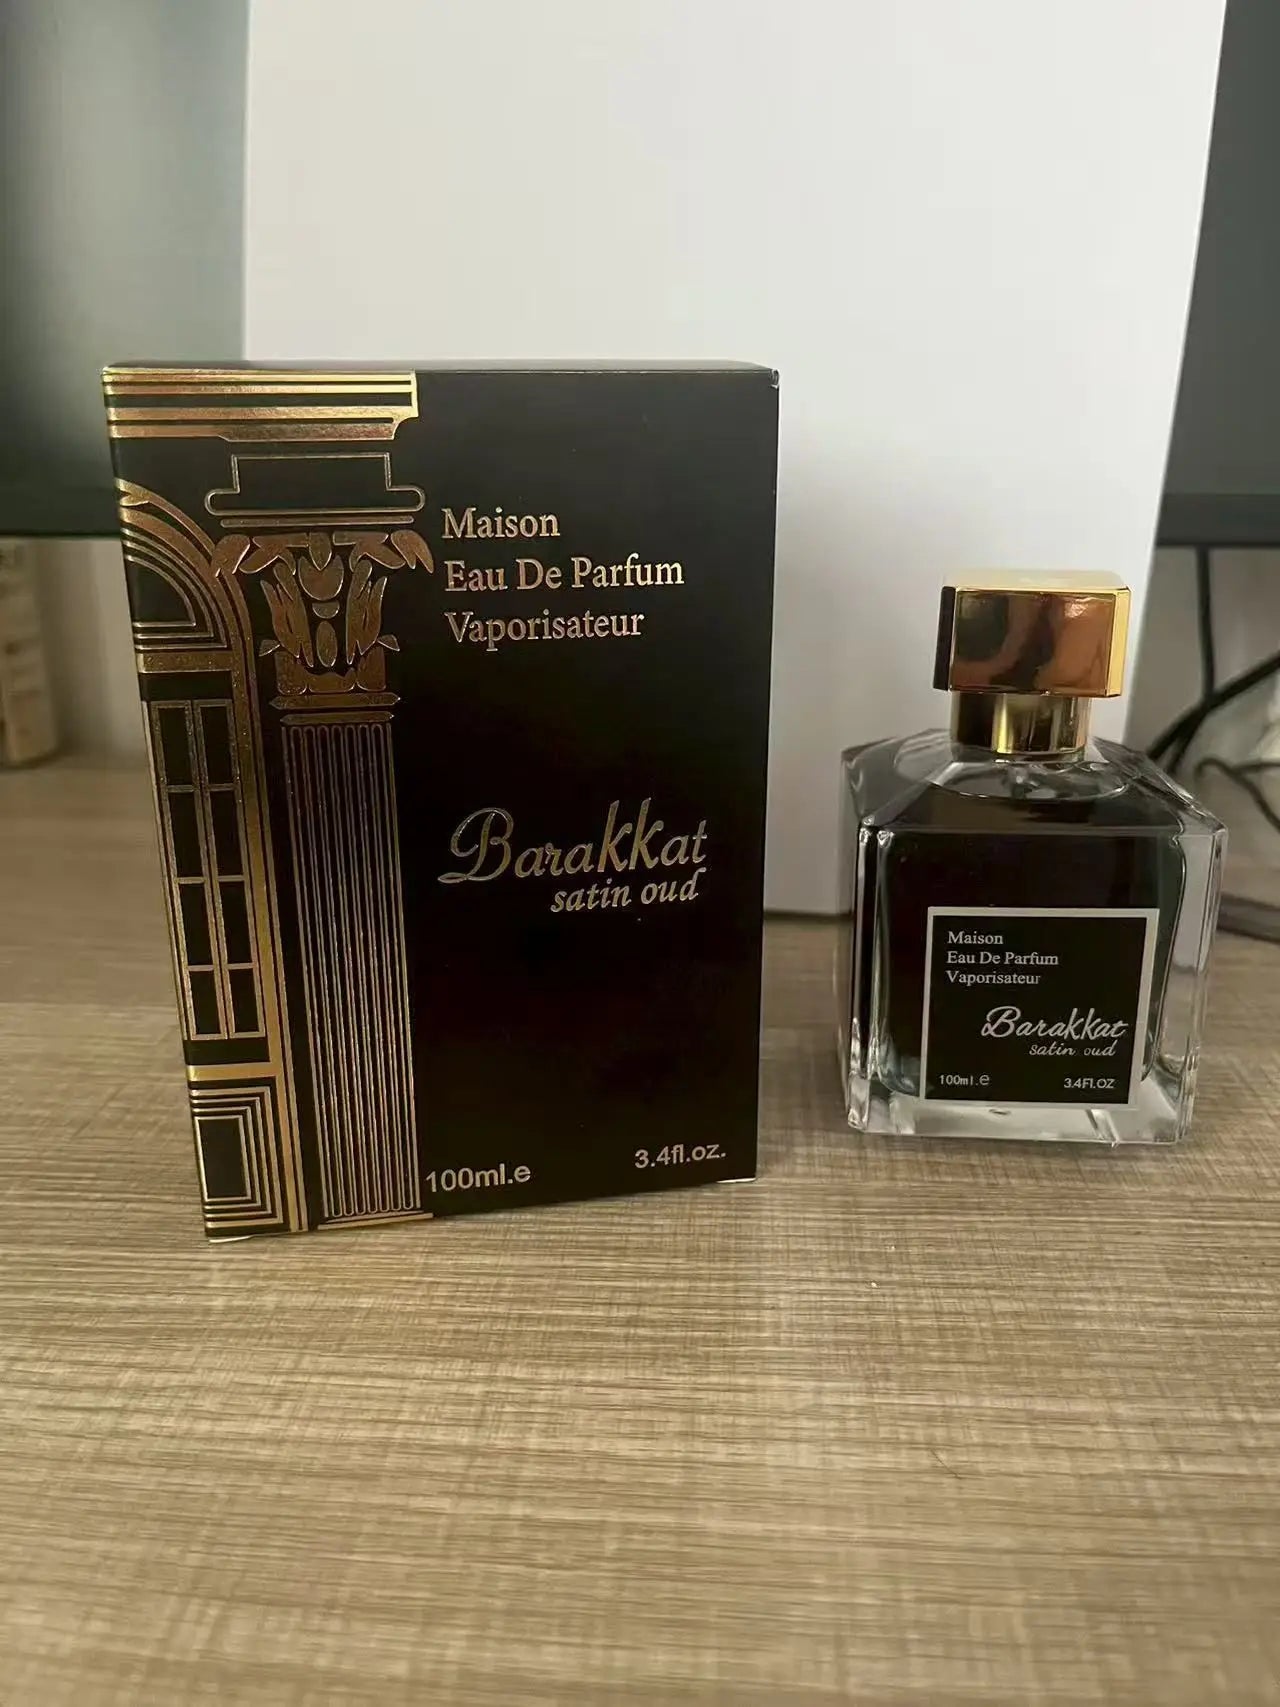 Maison
Eau De Parfum
Vaporisateur
Barakkat
satin oud
100ml.e
3.4fl.oz.
Maison
Eau De Parfum
Vaporisateur
Barakkat
satin oud
100ml.e
3.4Fl.OZ